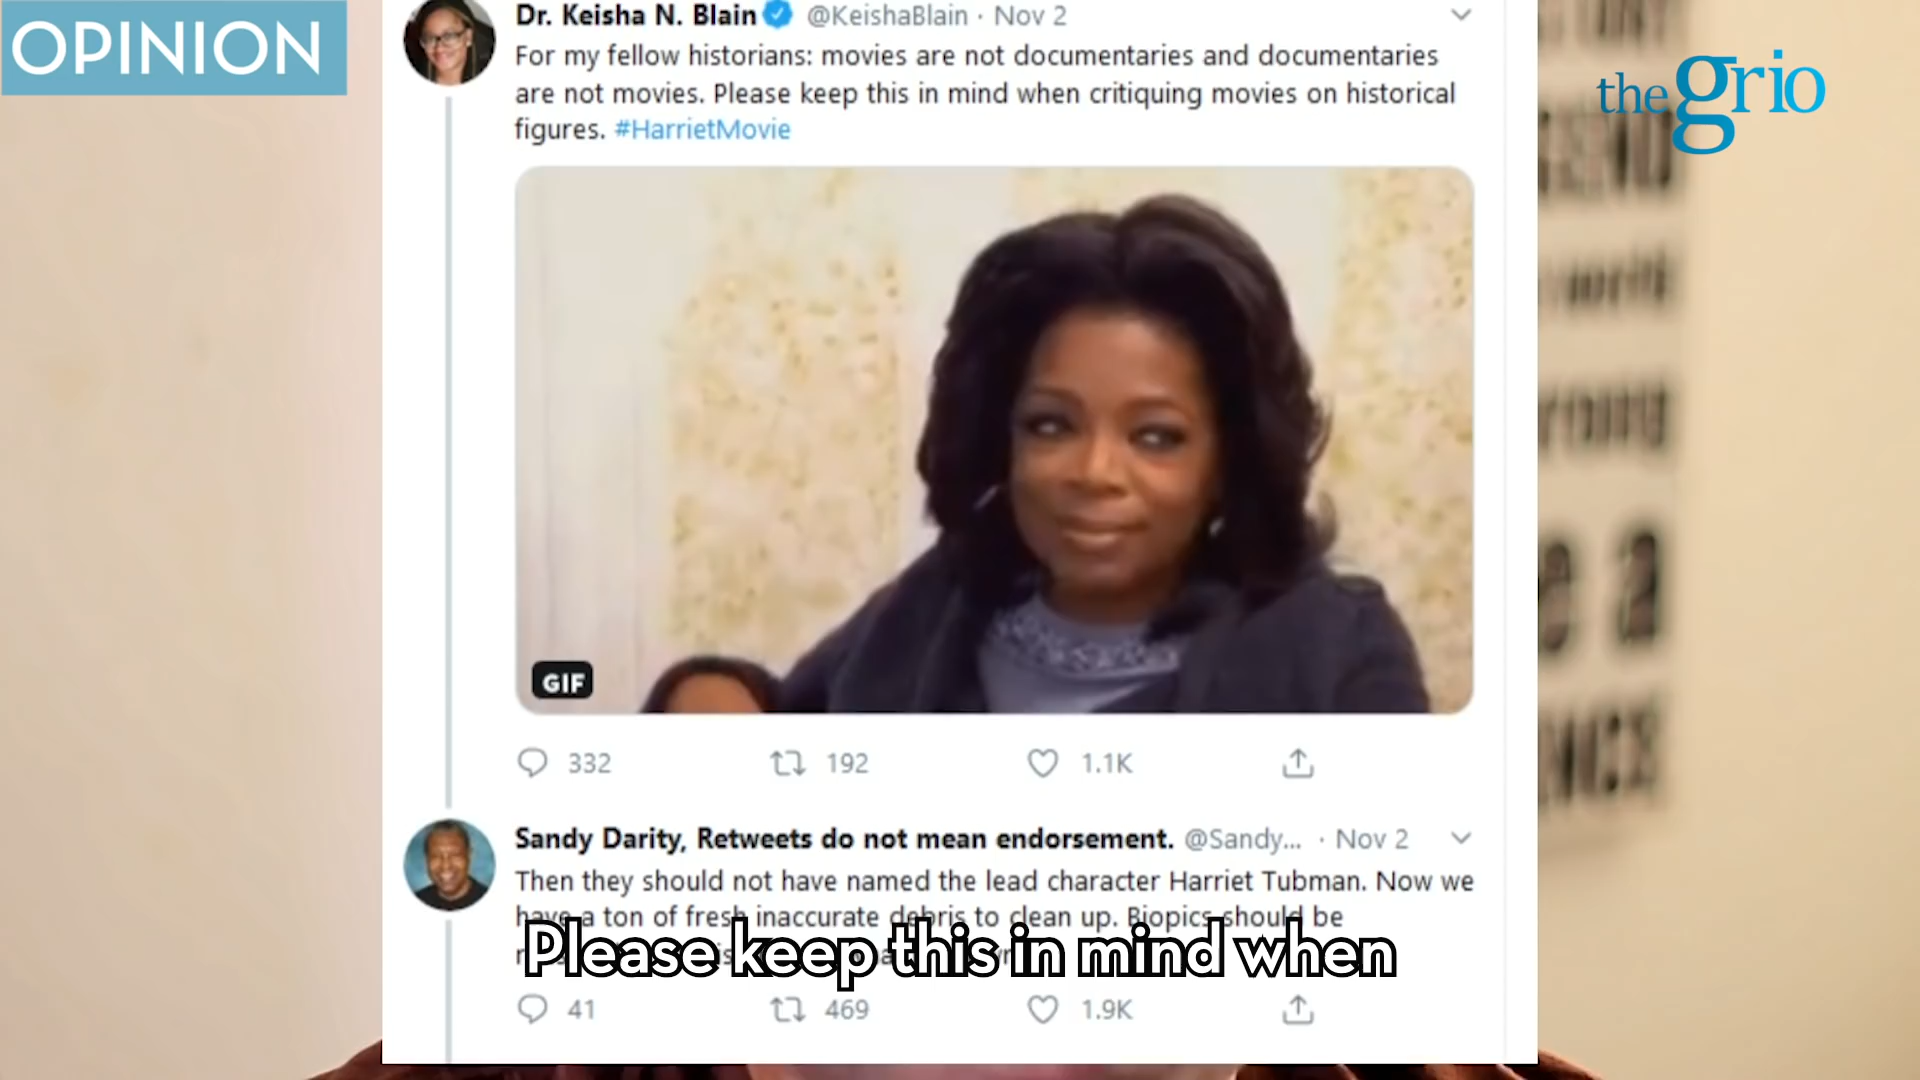 OPINION
the grio
Dr. Keisha N. Blain @KeishaBlain · Nov 2
For my fellow historians: movies are not documentaries and documentaries
are not movies. Please keep this in mind when critiquing movies on historical
figures. #HarrietMovie
GIF
332 192 1.1K
Sandy Darity, Retweets do not mean endorsement. @Sandy... · Nov 2
Then they should not have named the lead character Harriet Tubman. Now we
have a ton of fresh inaccurate debris to clean up. Biopics should be
Please keep this in mind when
41 469 1.9K